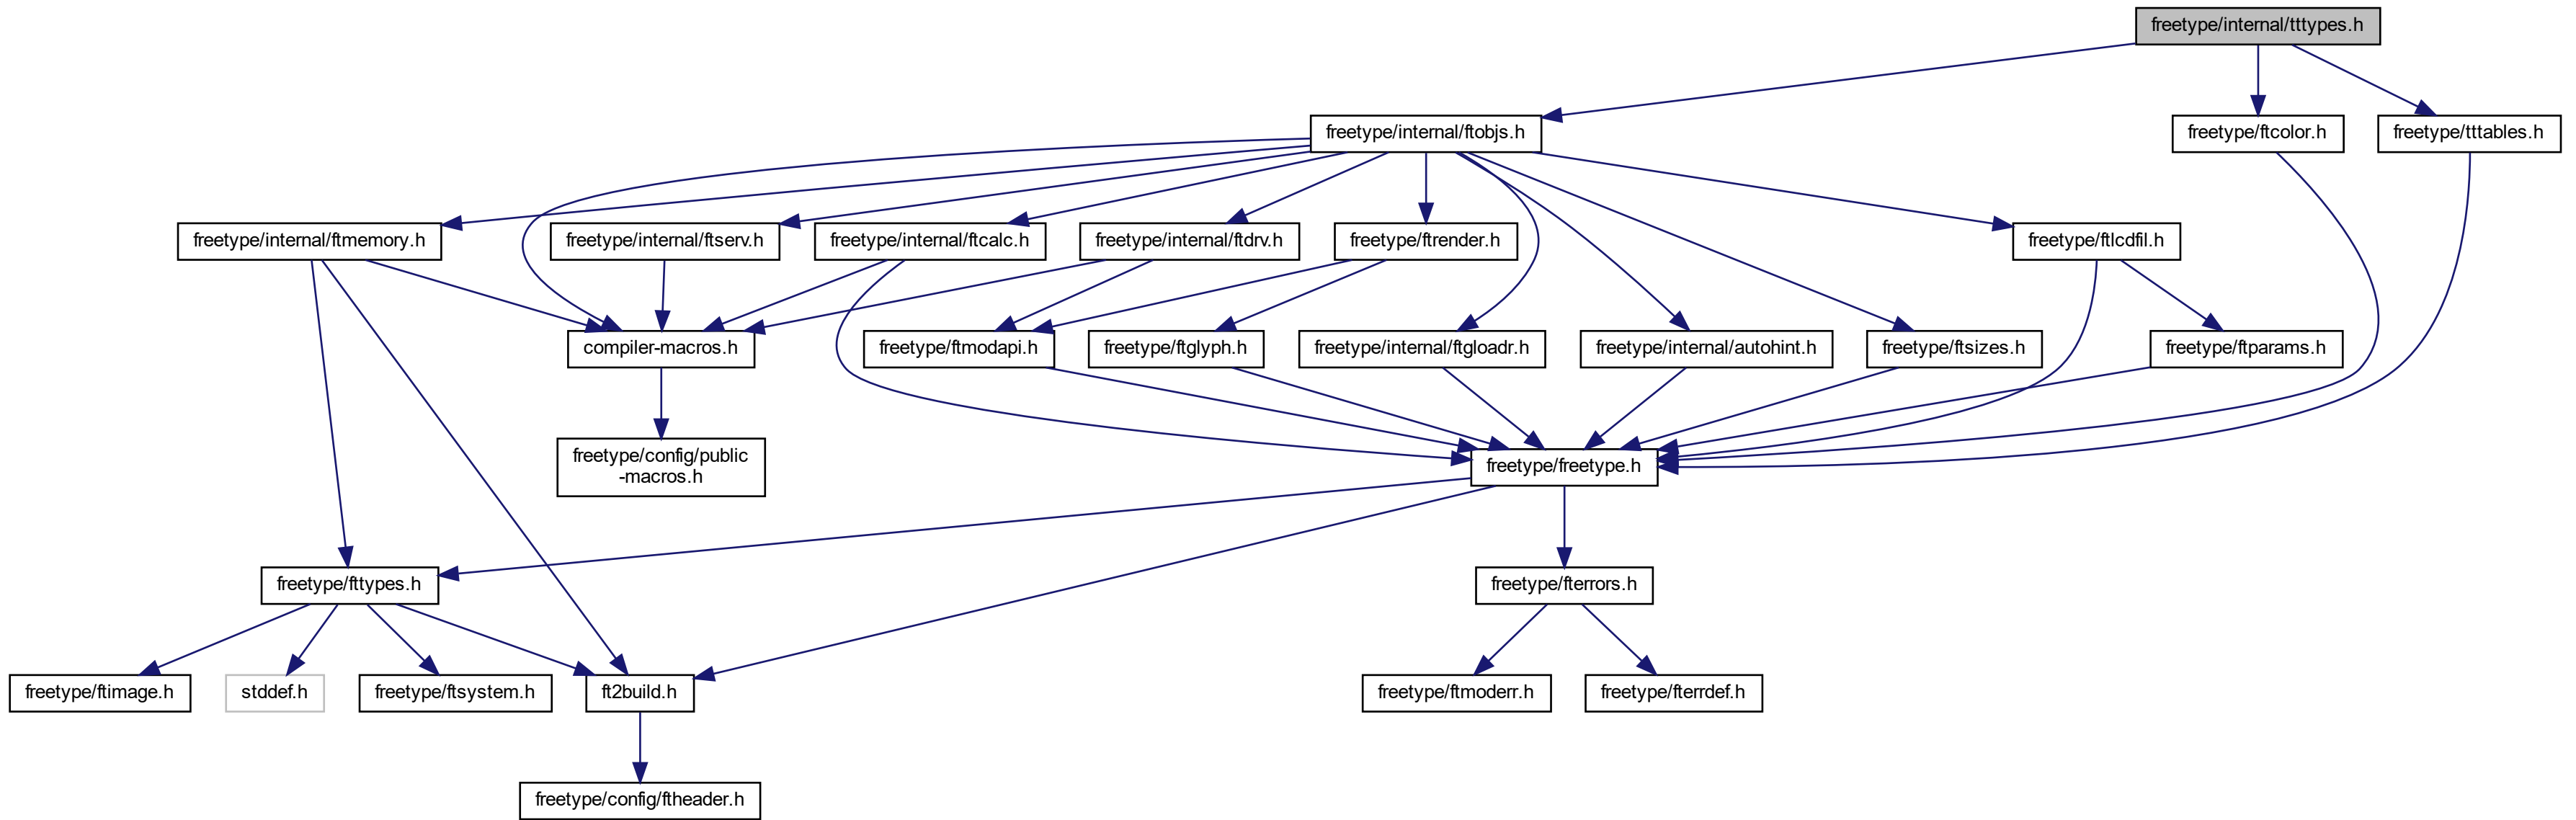 freetype/internal/tttypes.h
freetype/internal/ftobjs.h
freetype/ftcolor.h
freetype/tttables.h
freetype/internal/ftmemory.h
freetype/internal/ftserv.h
freetype/internal/ftcalc.h
freetype/internal/ftdrv.h
freetype/ftrender.h
freetype/ftlcdfil.h
compiler-macros.h
freetype/ftmodapi.h
freetype/ftglyph.h
freetype/internal/ftgloadr.h
freetype/internal/autohint.h
freetype/ftsizes.h
freetype/ftparams.h
freetype/config/public
-macros.h
freetype/freetype.h
freetype/fttypes.h
freetype/fterrors.h
freetype/ftimage.h
stddef.h
freetype/ftsystem.h
ft2build.h
freetype/ftmoderr.h
freetype/fterrdef.h
freetype/config/ftheader.h